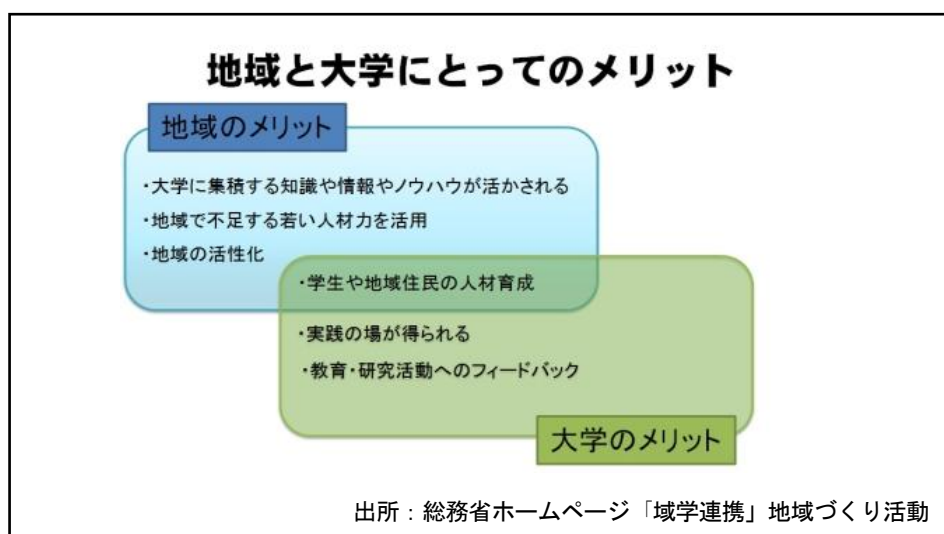 地域と大学にとってのメリット
地域のメリット
・大学に集積する知識や情報やノウハウが活かされる
・地域で不足する若い人材力を活用
・地域の活性化
・学生や地域住民の人材育成
・実践の場が得られる
・教育・研究活動へのフィードバック
大学のメリット
出所：総務省ホームページ「域学連携」地域づくり活動